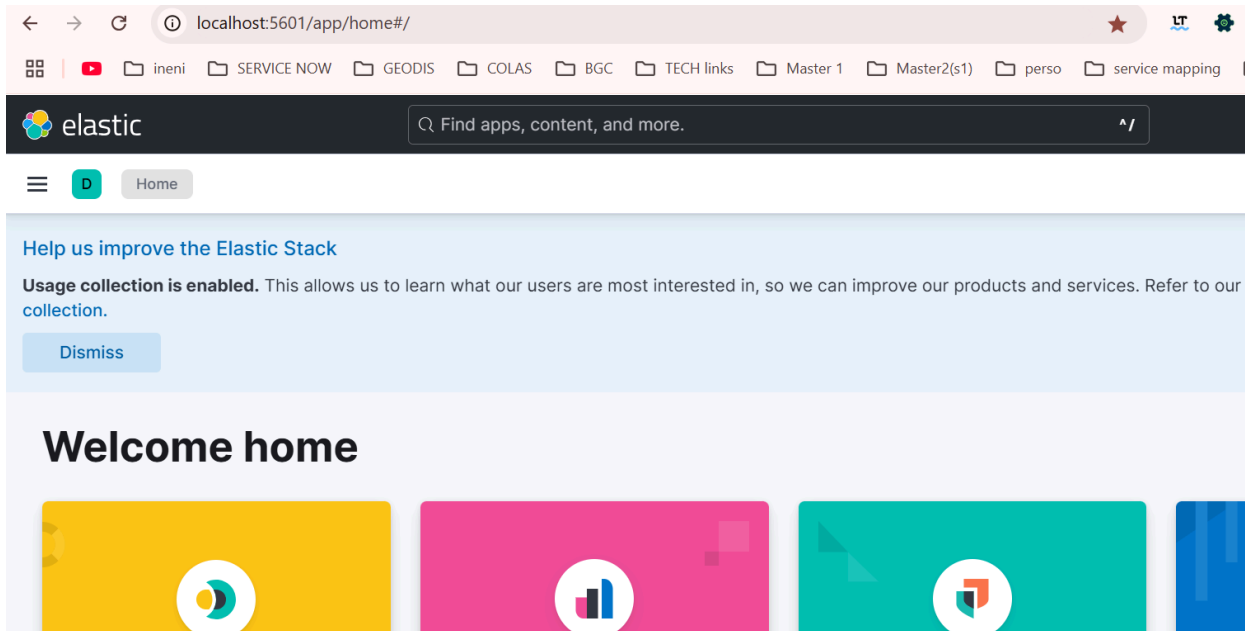 localhost:5601/app/home#/
LT
ineni SERVICE NOW GEODIS COLAS BGC TECH links Master 1 Master2(s1) perso service mapping
elastic Find apps, content, and more. ^/
D Home
Help us improve the Elastic Stack
Usage collection is enabled. This allows us to learn what our users are most interested in, so we can improve our products and services. Refer to our
collection.
Dismiss
Welcome home